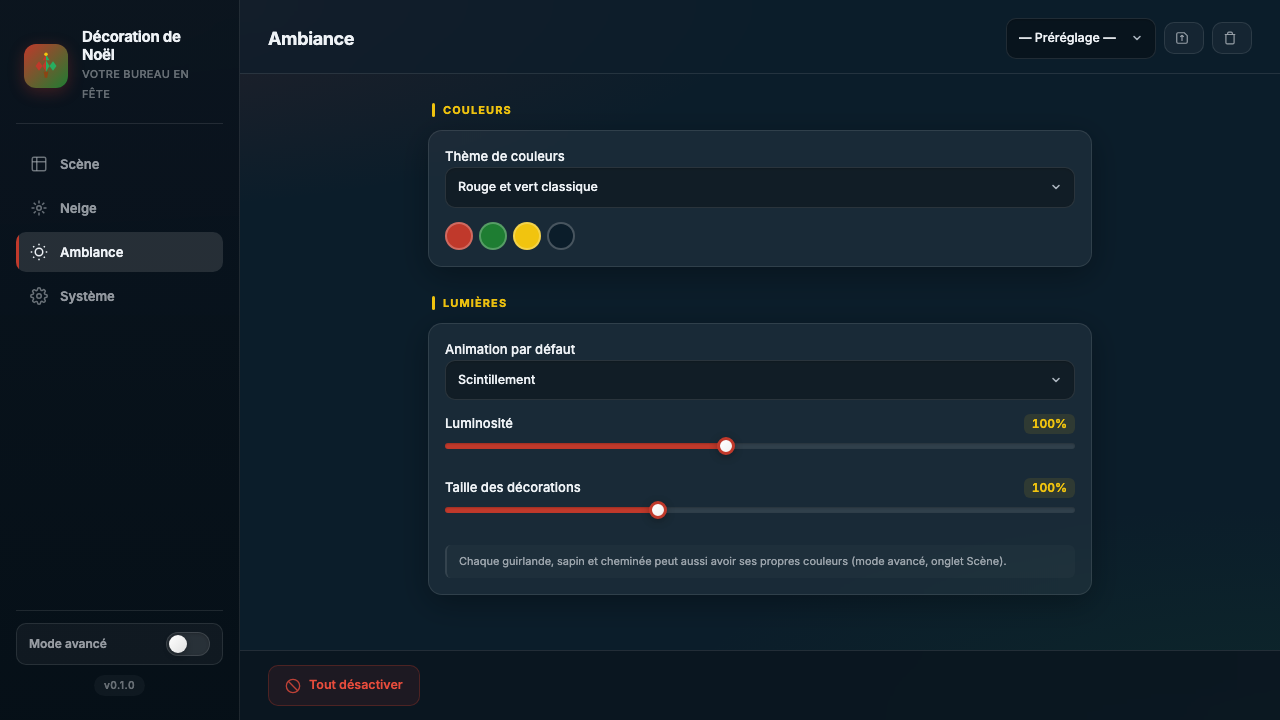 Décoration de
Noël
VOTRE BUREAU EN
FÊTE
Scène
Neige
Ambiance
Système
Mode avancé
v0.1.0
Ambiance
— Préréglage —
COULEURS
Thème de couleurs
Rouge et vert classique
LUMIÈRES
Animation par défaut
Scintillement
Luminosité
100%
Taille des décorations
100%
Chaque guirlande, sapin et cheminée peut aussi avoir ses propres couleurs (mode avancé, onglet Scène).
Tout désactiver